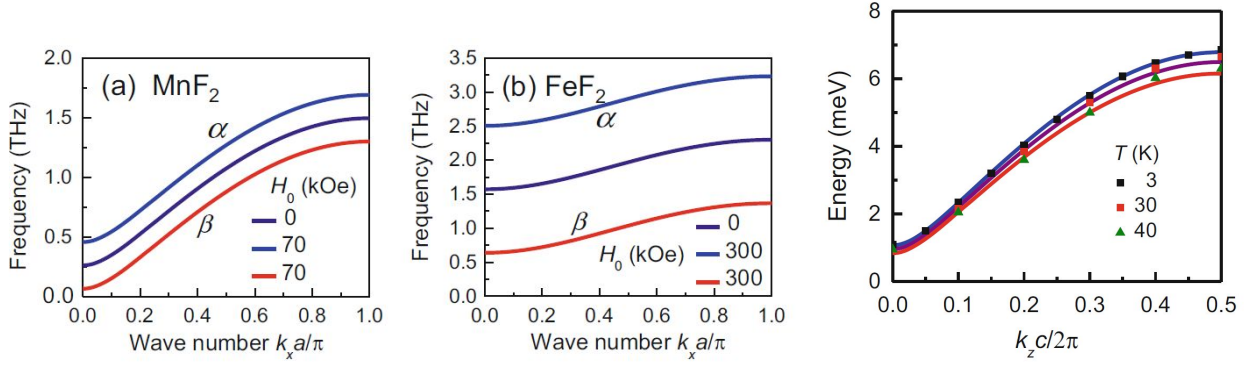 (a) MnF₂
Frequency (THz)
2.0
1.5
1.0
0.5
0.0
α
β
H₀ (kOe)
0
70
70
0.0 0.2 0.4 0.6 0.8 1.0
Wave number kₓa/π
(b) FeF₂
Frequency (THz)
3.5
3.0
2.5
2.0
1.5
1.0
0.5
0.0
α
β
H₀ (kOe)
0
300
300
0.0 0.2 0.4 0.6 0.8 1.0
Wave number kₓa/π
Energy (meV)
8
6
4
2
0
T (K)
3
30
40
0.0 0.1 0.2 0.3 0.4 0.5
k_zc/2π